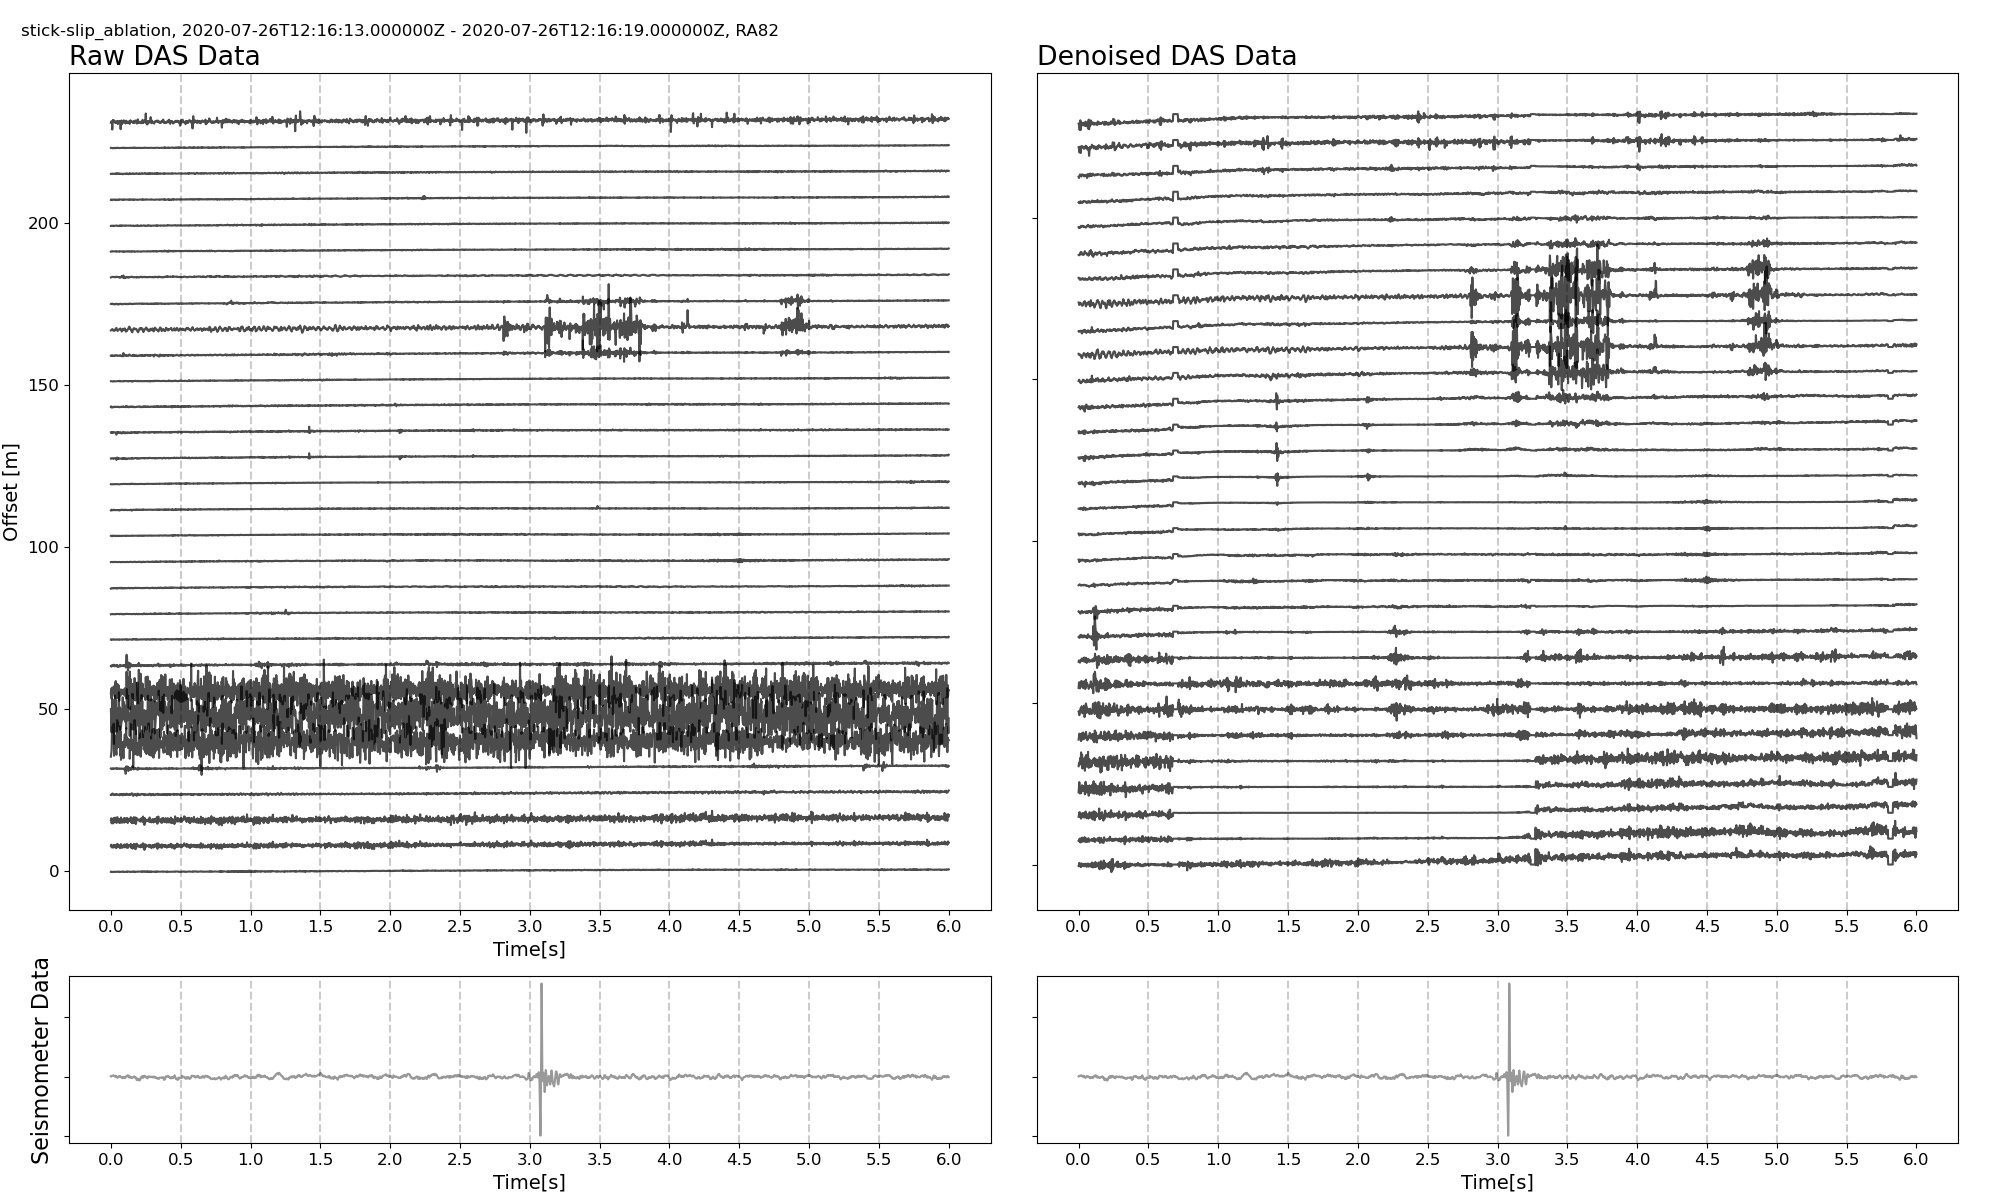 stick-slip_ablation, 2020-07-26T12:16:13.000000Z - 2020-07-26T12:16:19.000000Z, RA82
Raw DAS Data
Denoised DAS Data
Offset [m]
200
150
100
50
0
0.0 0.5 1.0 1.5 2.0 2.5 3.0 3.5 4.0 4.5 5.0 5.5 6.0
Time[s]
0.0 0.5 1.0 1.5 2.0 2.5 3.0 3.5 4.0 4.5 5.0 5.5 6.0
Seismometer Data
0.0 0.5 1.0 1.5 2.0 2.5 3.0 3.5 4.0 4.5 5.0 5.5 6.0
Time[s]
0.0 0.5 1.0 1.5 2.0 2.5 3.0 3.5 4.0 4.5 5.0 5.5 6.0
Time[s]